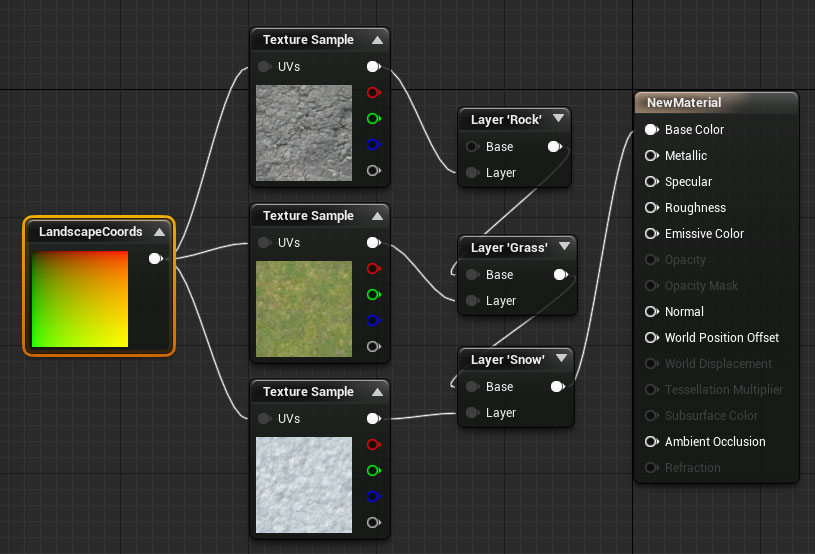 LandscapeCoords
Texture Sample
UVs
Texture Sample
UVs
Texture Sample
UVs
Layer 'Rock'
Base
Layer
Layer 'Grass'
Base
Layer
Layer 'Snow'
Base
Layer
NewMaterial
Base Color
Metallic
Specular
Roughness
Emissive Color
Opacity
Opacity Mask
Normal
World Position Offset
World Displacement
Tessellation Multiplier
Subsurface Color
Ambient Occlusion
Refraction